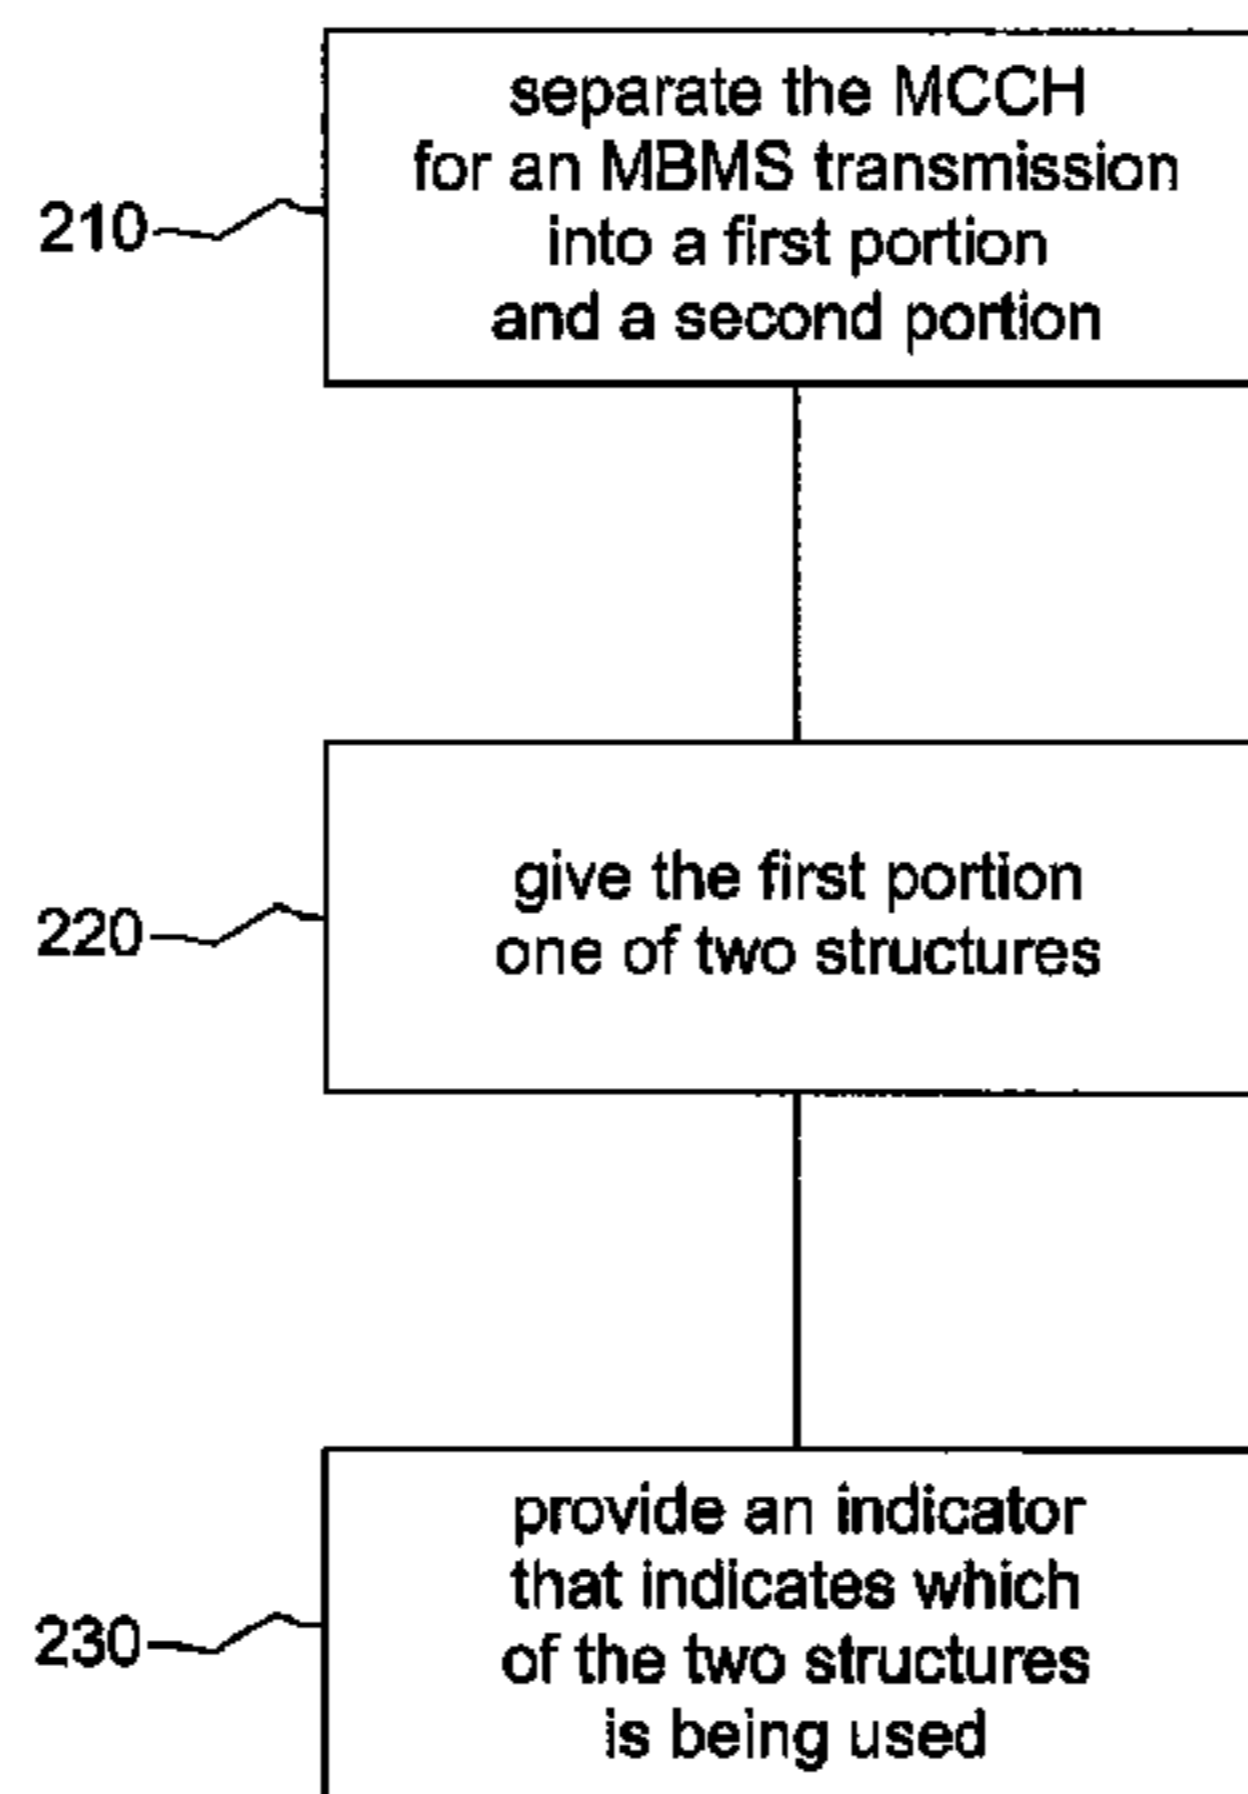 separate the MCCH
for an MBMS transmission
into a first portion
and a second portion
210
give the first portion
one of two structures
220
provide an indicator
that indicates which
of the two structures
is being used
230